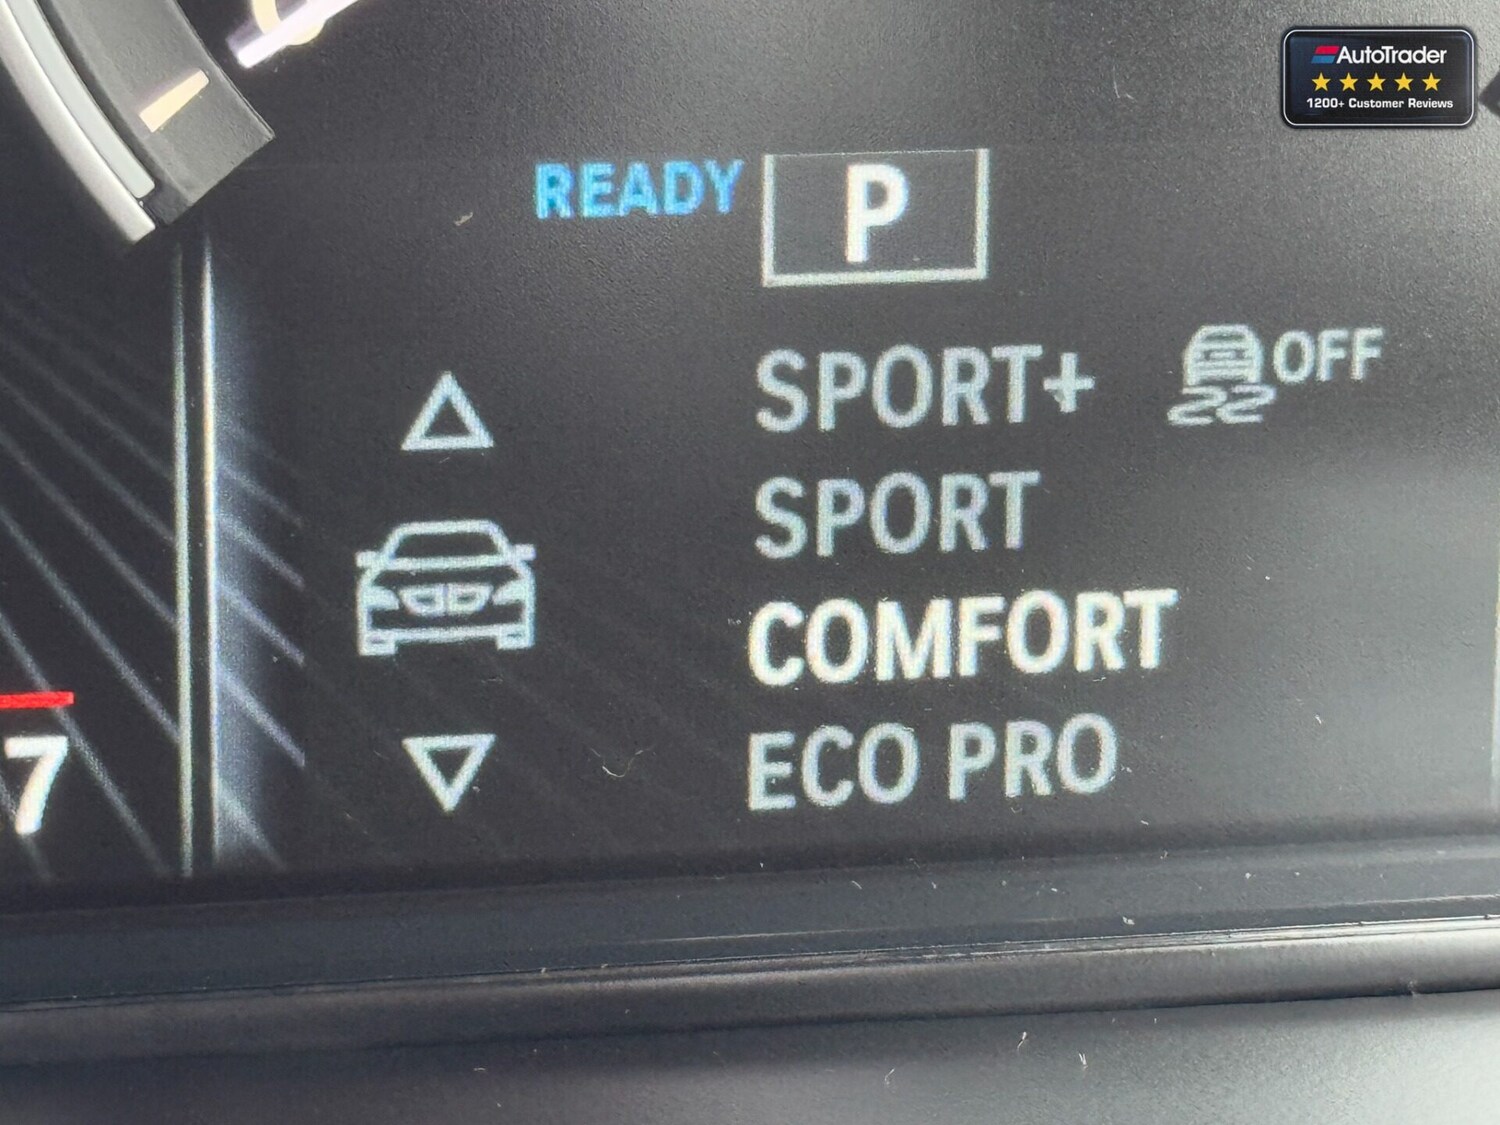 AutoTrader
1200+ Customer Reviews
READY P
SPORT+ OFF
SPORT
COMFORT
ECO PRO
7